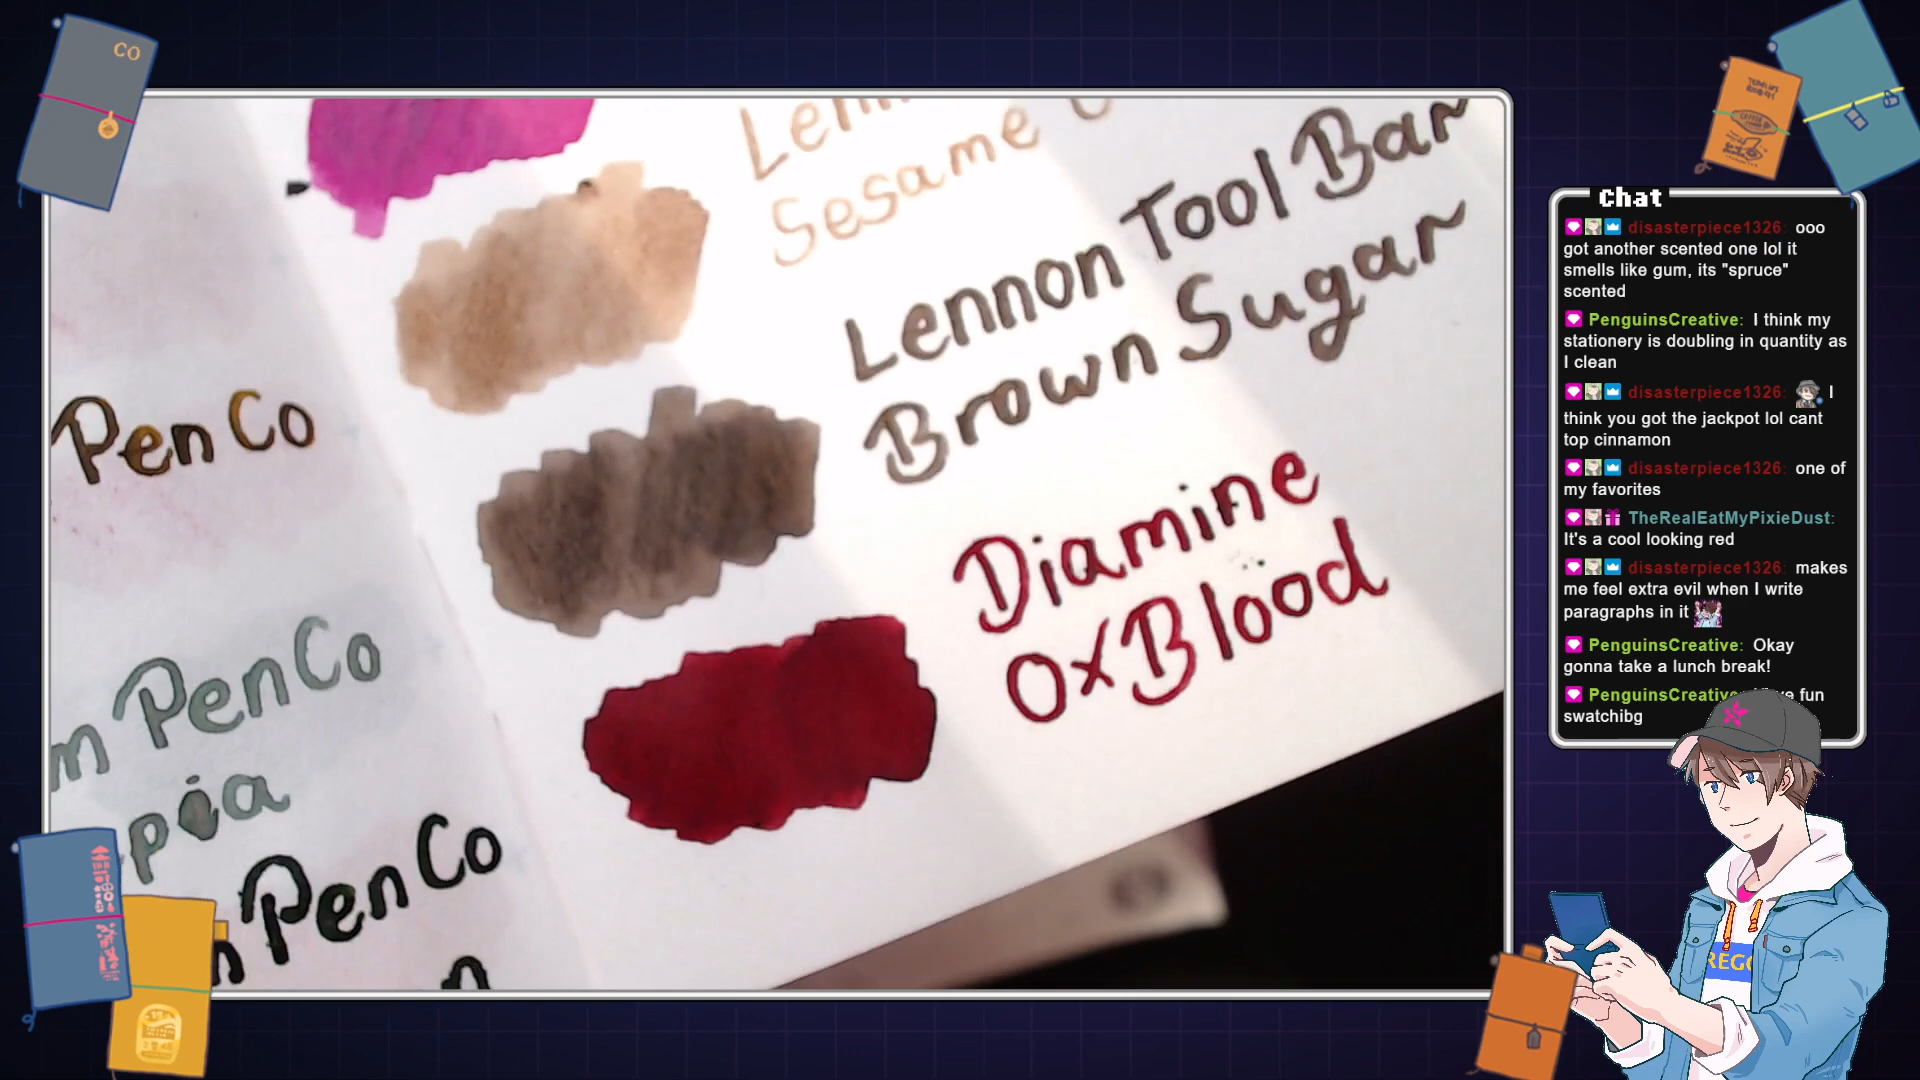 CO
Sesame
Lennon Tool Bar
Brown Sugar
Diamine
OxBlood
Pen Co
Pen Co
Pen Co
chat
disasterpiece1326: ooo
got another scented one lol it
smells like gum, its "spruce"
scented
PenguinsCreative: I think my
stationery is doubling in quantity as
I clean
disasterpiece1326: I
think you got the jackpot lol cant
top cinnamon
disasterpiece1326: one of
my favorites
TheRealEatMyPixieDust:
It's a cool looking red
disasterpiece1326: makes
me feel extra evil when I write
paragraphs in it
PenguinsCreative: Okay
gonna take a lunch break!
PenguinsCreative fun
swatchibg